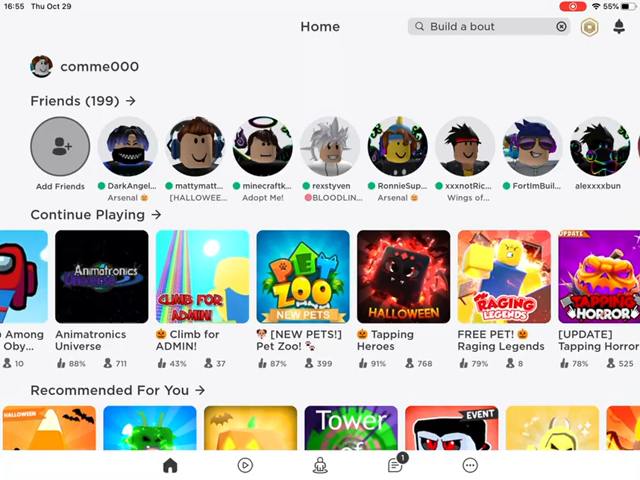 16:55 Thu Oct 29
55%
Home
Build a bout
comme000
Friends (199) →
Add Friends
DarkAngel...
mattymatt...
minecraftk...
rexstyven
RonnieSup...
xxxnotRic...
FortImBuil...
alexxxxbun
Arsenal
[HALLOWEE...
Adopt Me!
BLOODLIN...
Arsenal
Wings of...
Continue Playing →
Animatronics
Universe
CLIMB FOR
ADMIN!
PET
ZOO
NEW PETS
HALLOWEEN
RAGING
LEGENDS
UPDATE
TAPPING
HORROR
Among
Oby...
Animatronics
Universe
Climb for
ADMIN!
[NEW PETS!]
Pet Zoo!
Tapping
Heroes
FREE PET!
Raging Legends
[UPDATE]
Tapping Horror
10
88% 711
43% 37
87% 399
91% 768
79% 8
78% 525
Recommended For You →
HALLOWEEN
Tower
of
EVENT
1